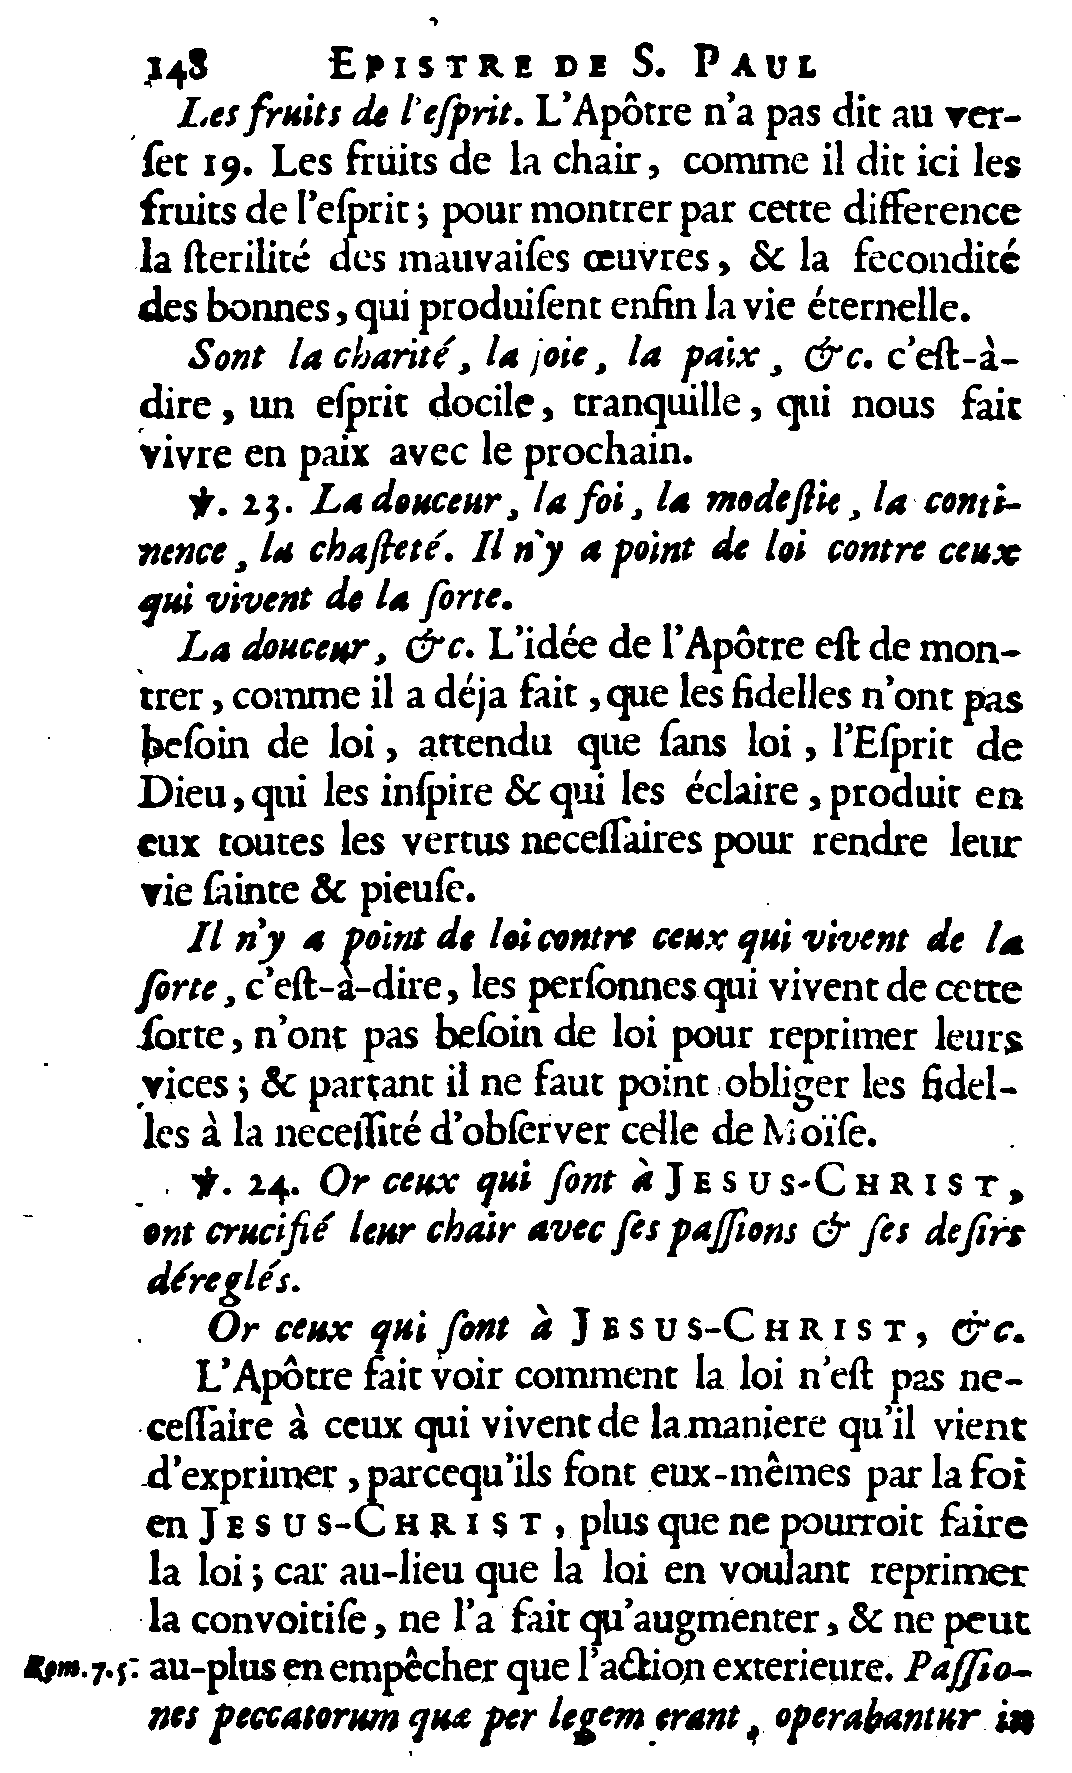 148 EPISTRE DE S. PAUL
Les fruits de l'eſprit. L'Apôtre n'a pas dit au ver-
ſet 19. Les fruits de la chair, comme il dit ici les
fruits de l'eſprit; pour montrer par cette difference
la ſterilité des mauvaiſes œuvres, & la fecondité
des bonnes, qui produiſent enfin la vie éternelle.
Sont la charité, la joie, la paix, &c. c'eſt-à-
dire, un eſprit docile, tranquille, qui nous fait
vivre en paix avec le prochain.
℣. 23. La douceur, la foi, la modeſtie, la conti-
nence, la chaſteté. Il n'y a point de loi contre ceux
qui vivent de la ſorte.
La douceur, &c. L'idée de l'Apôtre eſt de mon-
trer, comme il a déja fait, que les fidelles n'ont pas
beſoin de loi, attendu que ſans loi, l'Eſprit de
Dieu, qui les inſpire & qui les éclaire, produit en
eux toutes les vertus neceſſaires pour rendre leur
vie ſainte & pieuſe.
Il n'y a point de loi contre ceux qui vivent de la
ſorte, c'eſt-à-dire, les perſonnes qui vivent de cette
ſorte, n'ont pas beſoin de loi pour reprimer leurs
vices; & partant il ne faut point obliger les fidel-
les à la neceſſité d'obſerver celle de Moïſe.
℣. 24. Or ceux qui ſont à JESUS-CHRIST,
ont crucifié leur chair avec ſes paſſions & ſes deſirs
déreglés.
Or ceux qui ſont à JESUS-CHRIST, &c.
L'Apôtre fait voir comment la loi n'eſt pas ne-
ceſſaire à ceux qui vivent de la maniere qu'il vient
d'exprimer, parcequ'ils font eux-mêmes par la foi
en JESUS-CHRIST, plus que ne pourroit faire
la loi; car au-lieu que la loi en voulant reprimer
la convoitiſe, ne l'a fait qu'augmenter, & ne peut
Rom. 7. 5: au-plus en empêcher que l'action exterieure. Paſſio-
nes peccatorum quæ per legem erant, operabantur in